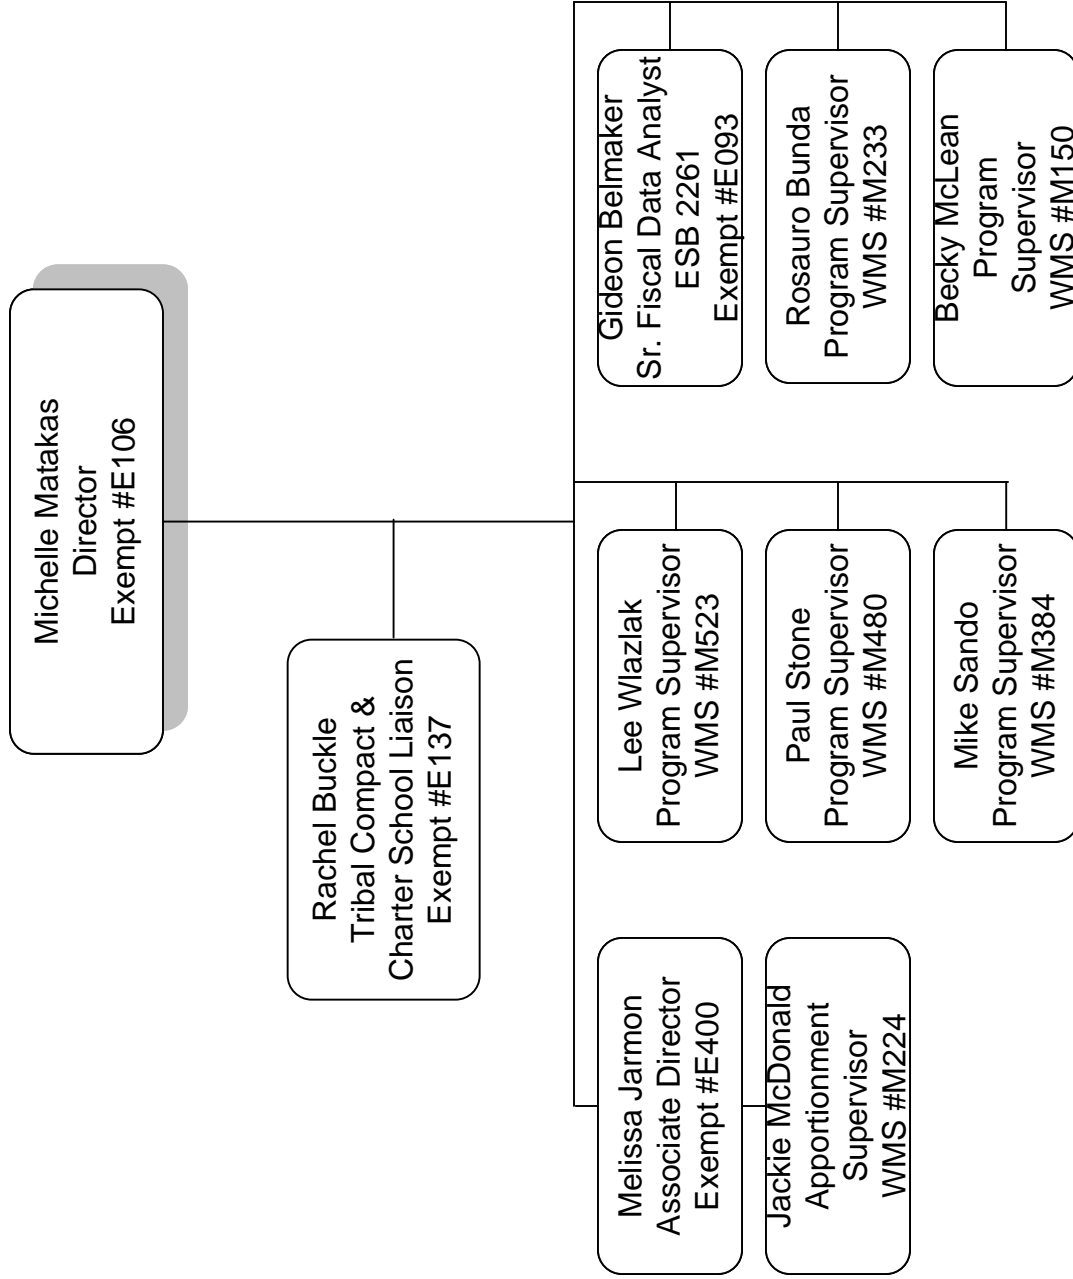 Michelle Matakas
Director
Exempt #E106
Rachel Buckle
Tribal Compact &
Charter School Liaison
Exempt #E137
Melissa Jarmon
Associate Director
Exempt #E400
Jackie McDonald
Apportionment
Supervisor
WMS #M224
Lee Wlazlak
Program Supervisor
WMS #M523
Paul Stone
Program Supervisor
WMS #M480
Mike Sando
Program Supervisor
WMS #M384
Gideon Belmaker
Sr. Fiscal Data Analyst
ESB 2261
Exempt #E093
Rosauro Bunda
Program Supervisor
WMS #M233
Becky McLean
Program
Supervisor
WMS #M150